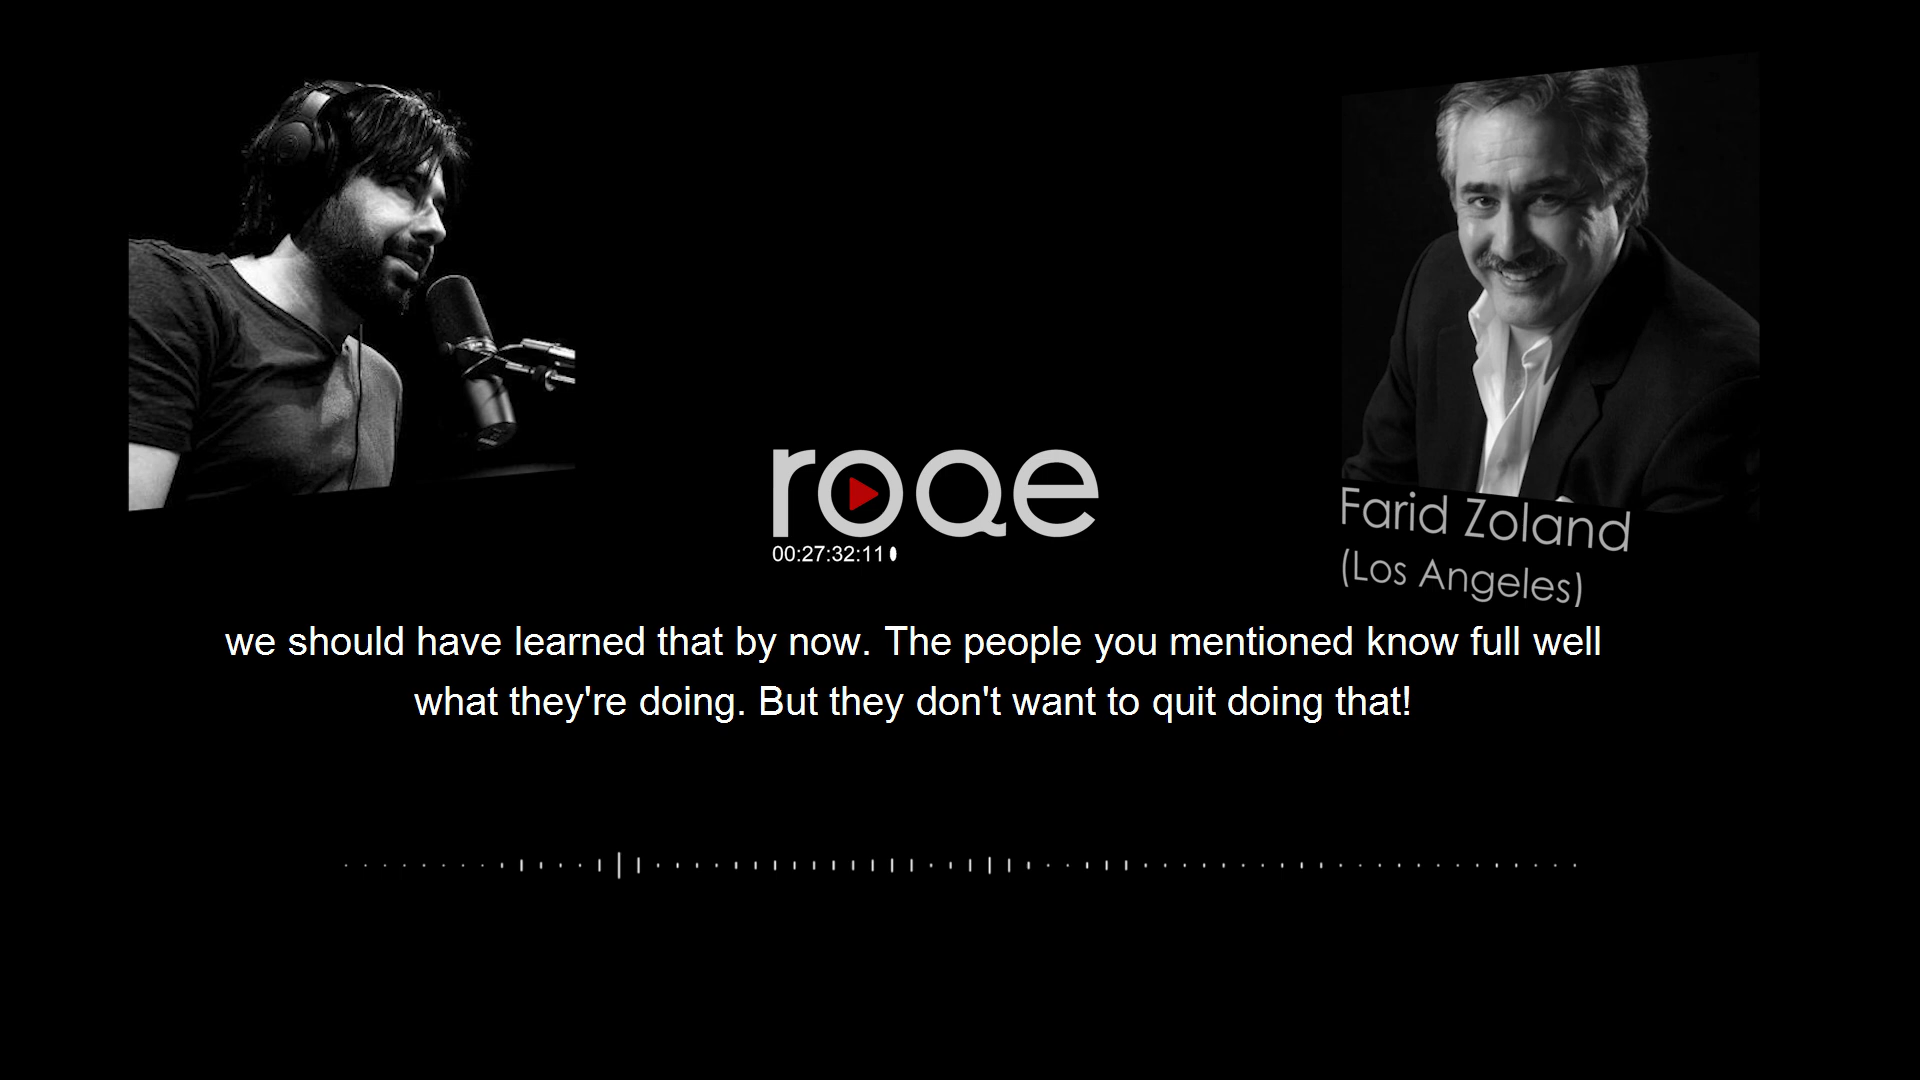 roqe
00:27:32:11
Farid Zoland
(Los Angeles)
we should have learned that by now. The people you mentioned know full well
what they're doing. But they don't want to quit doing that!